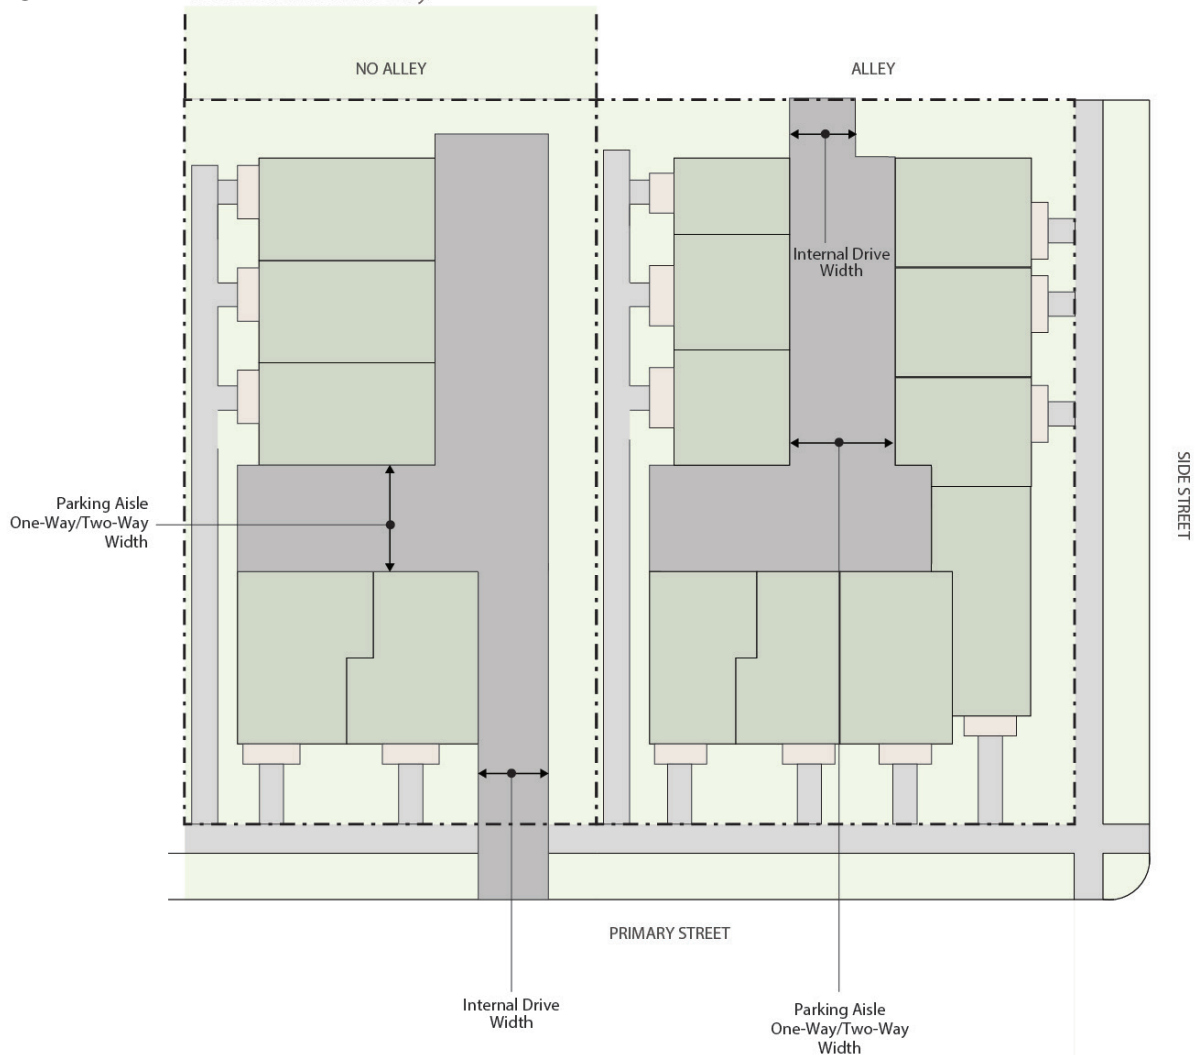 NO ALLEY
ALLEY
Internal Drive
Width
SIDE STREET
Parking Aisle
One-Way/Two-Way
Width
PRIMARY STREET
Internal Drive
Width
Parking Aisle
One-Way/Two-Way
Width